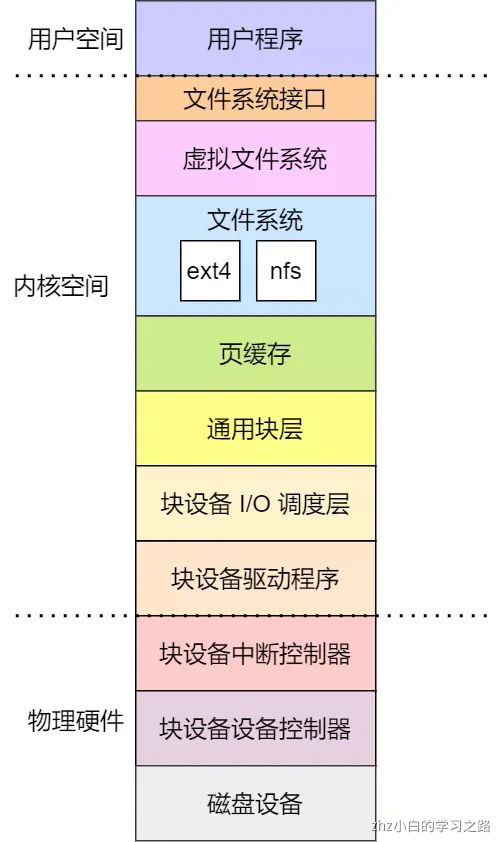 用户空间
用户程序
文件系统接口
虚拟文件系统
文件系统
ext4
nfs
内核空间
页缓存
通用块层
块设备 I/O 调度层
块设备驱动程序
块设备中断控制器
物理硬件
块设备设备控制器
磁盘设备
zhz小白的学习之路